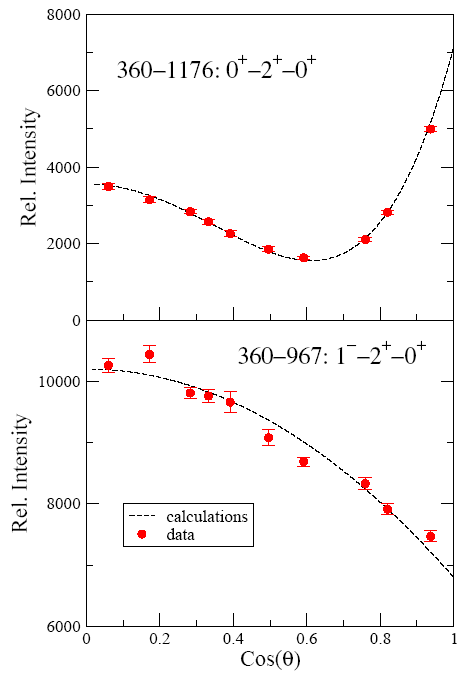 8000
6000
4000
2000
0
Rel. Intensity
360–1176: 0⁺–2⁺–0⁺
10000
8000
6000
Rel. Intensity
360–967: 1⁻–2⁺–0⁺
calculations
data
0 0.2 0.4 0.6 0.8 1
Cos(θ)